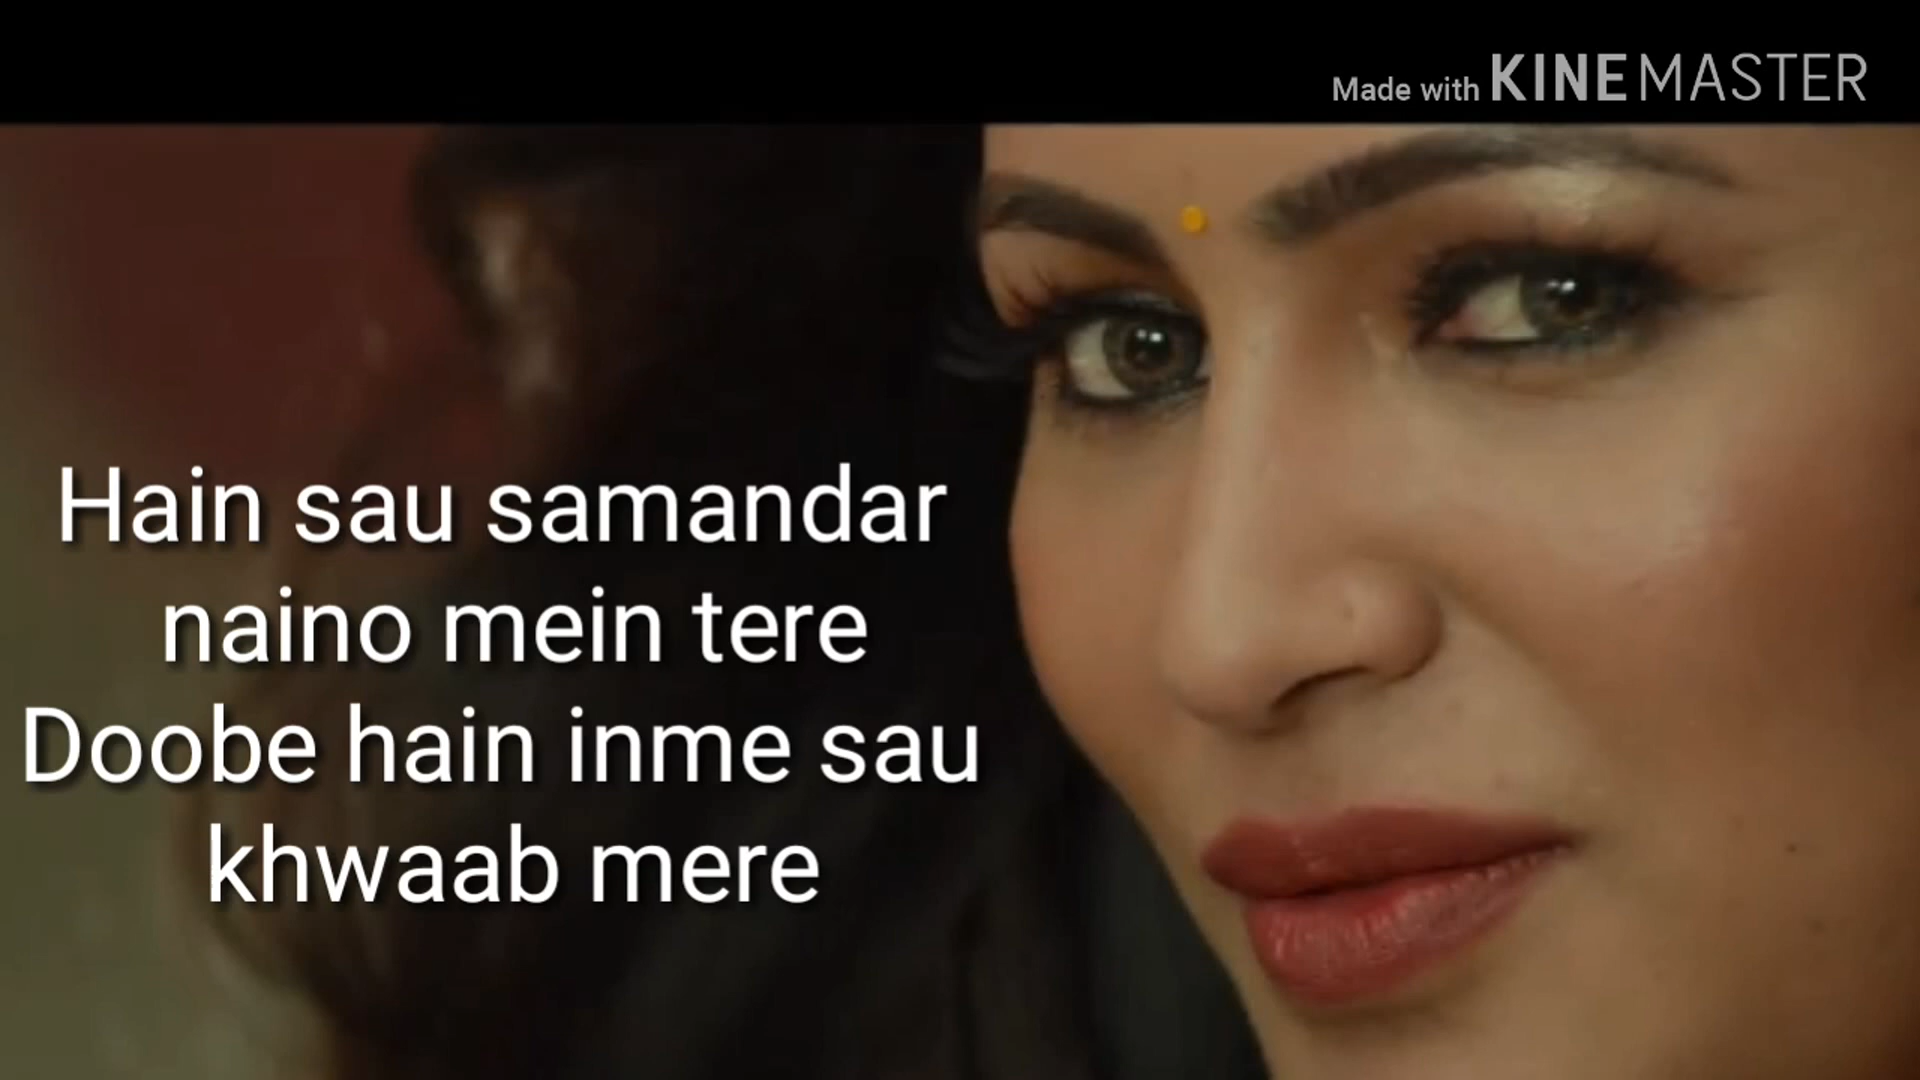 Made with KINEMASTER
Hain sau samandar
naino mein tere
Doobe hain inme sau
khwaab mere